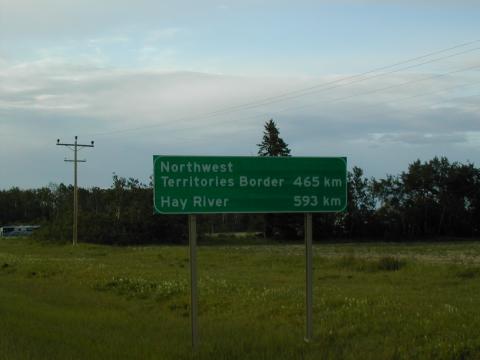 Northwest
Territories Border 465 km
Hay River 593 km